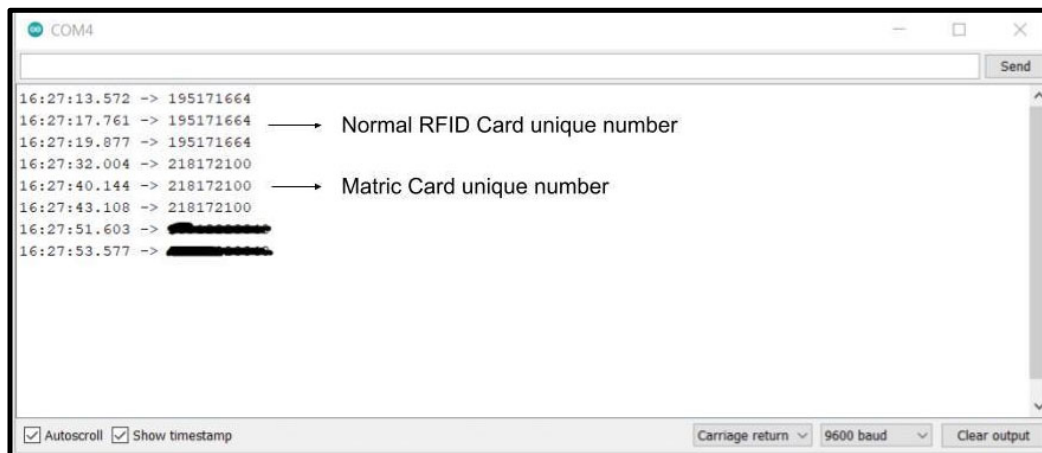 COM4
Send
16:27:13.572 -> 195171664
16:27:17.761 -> 195171664 Normal RFID Card unique number
16:27:19.877 -> 195171664
16:27:32.004 -> 218172100
16:27:40.144 -> 218172100 Matric Card unique number
16:27:43.108 -> 218172100
16:27:51.603 ->
16:27:53.577 ->
Autoscroll Show timestamp Carriage return 9600 baud Clear output